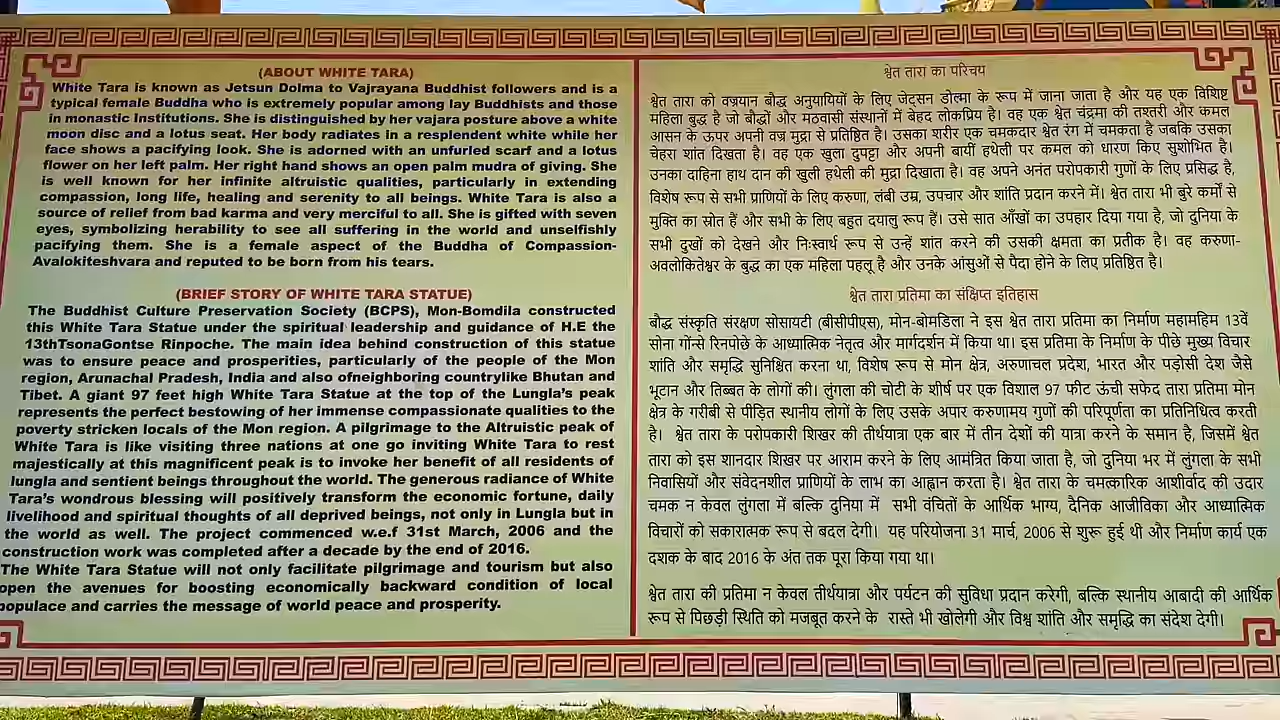 (ABOUT WHITE TARA)
White Tara is known as Jetsun Dolma to Vajrayana Buddhist followers and is a
typical female Buddha who is extremely popular among lay Buddhists and those
in monastic Institutions. She is distinguished by her vajara posture above a white
moon disc and a lotus seat. Her body radiates in a resplendent white while her
face shows a pacifying look. She is adorned with an unfurled scarf and a lotus
flower on her left palm. Her right hand shows an open palm mudra of giving. She
is well known for her infinite altruistic qualities, particularly in extending
compassion, long life, healing and serenity to all beings. White Tara is also a
source of relief from bad karma and very merciful to all. She is gifted with seven
eyes, symbolizing herability to see all suffering in the world and unselfishly
pacifying them. She is a female aspect of the Buddha of Compassion-
Avalokiteshvara and reputed to be born from his tears.
(BRIEF STORY OF WHITE TARA STATUE)
The Buddhist Culture Preservation Society (BCPS), Mon-Bomdila constructed
this White Tara Statue under the spiritual leadership and guidance of H.E the
13thTsonaGontse Rinpoche. The main idea behind construction of this statue
was to ensure peace and prosperities, particularly of the people of the Mon
region, Arunachal Pradesh, India and also ofneighboring countrylike Bhutan and
Tibet. A giant 97 feet high White Tara Statue at the top of the Lungla's peak
represents the perfect bestowing of her immense compassionate qualities to the
poverty stricken locals of the Mon region. A pilgrimage to the Altruistic peak of
White Tara is like visiting three nations at one go inviting White Tara to rest
majestically at this magnificent peak is to invoke her benefit of all residents of
lungla and sentient beings throughout the world. The generous radiance of White
Tara's wondrous blessing will positively transform the economic fortune, daily
livelihood and spiritual thoughts of all deprived beings, not only in Lungla but in
the world as well. The project commenced w.e.f 31st March, 2006 and the
construction work was completed after a decade by the end of 2016.
The White Tara Statue will not only facilitate pilgrimage and tourism but also
open the avenues for boosting economically backward condition of local
populace and carries the message of world peace and prosperity.
श्वेत तारा का परिचय
श्वेत तारा को वज्रयान बौद्ध अनुयायियों के लिए जेट्सन डोल्मा के रूप में जाना जाता है और यह एक विशिष्ट
महिला बुद्ध है जो बौद्धों और मठवासी संस्थानों में बेहद लोकप्रिय है। वह एक श्वेत चंद्रमा की तश्तरी और कमल
आसन के ऊपर अपनी वज्र मुद्रा से प्रतिष्ठित है। उसका शरीर एक चमकदार श्वेत रंग में चमकता है जबकि उसका
चेहरा शांत दिखता है। वह एक खुला दुपट्टा और अपनी बायीं हथेली पर कमल को धारण किए सुशोभित है।
उनका दाहिना हाथ दान की खुली हथेली की मुद्रा दिखाता है। वह अपने अनंत परोपकारी गुणों के लिए प्रसिद्ध है,
विशेष रूप से सभी प्राणियों के लिए करुणा, लंबी उम्र, उपचार और शांति प्रदान करने में। श्वेत तारा भी बुरे कर्मों से
मुक्ति का स्रोत हैं और सभी के लिए बहुत दयालु रूप हैं। उसे सात आँखों का उपहार दिया गया है, जो दुनिया के
सभी दुखों को देखने और निःस्वार्थ रूप से उन्हें शांत करने की उसकी क्षमता का प्रतीक है। वह करुणा-
अवलोकितेश्वर के बुद्ध का एक महिला पहलू है और उनके आंसुओं से पैदा होने के लिए प्रतिष्ठित है।
श्वेत तारा प्रतिमा का संक्षिप्त इतिहास
बौद्ध संस्कृति संरक्षण सोसायटी (बीसीपीएस), मोन-बोमडिला ने इस श्वेत तारा प्रतिमा का निर्माण महामहिम 13वें
सोना गोंन्से रिनपोछे के आध्यात्मिक नेतृत्व और मार्गदर्शन में किया था। इस प्रतिमा के निर्माण के पीछे मुख्य विचार
शांति और समृद्धि सुनिश्चित करना था, विशेष रूप से मोन क्षेत्र, अरुणाचल प्रदेश, भारत और पड़ोसी देश जैसे
भूटान और तिब्बत के लोगों की। लुंगला की चोटी के शीर्ष पर एक विशाल 97 फीट ऊंची सफेद तारा प्रतिमा मोन
क्षेत्र के गरीबी से पीड़ित स्थानीय लोगों के लिए उसके अपार करुणामय गुणों की परिपूर्णता का प्रतिनिधित्व करती
है। श्वेत तारा के परोपकारी शिखर की तीर्थयात्रा एक बार में तीन देशों की यात्रा करने के समान है, जिसमें श्वेत
तारा को इस शानदार शिखर पर आराम करने के लिए आमंत्रित किया जाता है, जो दुनिया भर में लुंगला के सभी
निवासियों और संवेदनशील प्राणियों के लाभ का आह्वान करता है। श्वेत तारा के चमत्कारिक आशीर्वाद की उदार
चमक न केवल लुंगला में बल्कि दुनिया में सभी वंचितों के आर्थिक भाग्य, दैनिक आजीविका और आध्यात्मिक
विचारों को सकारात्मक रूप से बदल देगी। यह परियोजना 31 मार्च, 2006 से शुरू हुई थी और निर्माण कार्य एक
दशक के बाद 2016 के अंत तक पूरा किया गया था।
श्वेत तारा की प्रतिमा न केवल तीर्थयात्रा और पर्यटन की सुविधा प्रदान करेगी, बल्कि स्थानीय आबादी की आर्थिक
रूप से पिछड़ी स्थिति को मजबूत करने के रास्ते भी खोलेगी और विश्व शांति और समृद्धि का संदेश देगी।